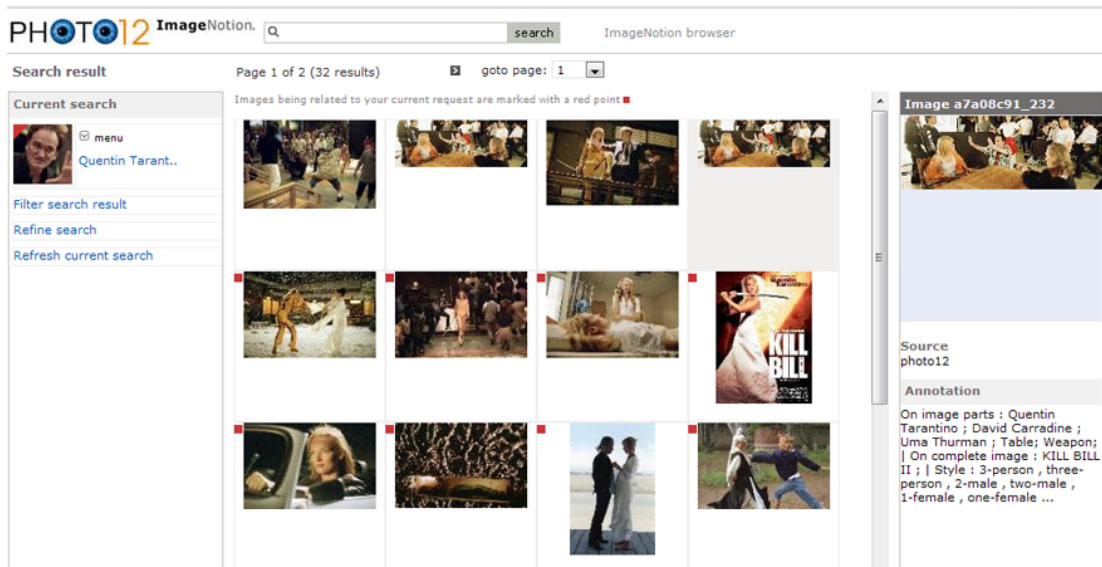 PHOTO12 ImageNotion.
search
ImageNotion browser
Search result
Page 1 of 2 (32 results)
goto page: 1
Current search
menu
Quentin Tarant..
Filter search result
Refine search
Refresh current search
Images being related to your current request are marked with a red point
Quentin
Tarantino
KILL
BILL
Image a7a08c91_232
Source
photo12
Annotation
On image parts : Quentin
Tarantino ; David Carradine ;
Uma Thurman ; Table; Weapon;
| On complete image : KILL BILL
II ; | Style : 3-person , three-
person , 2-male , two-male ,
1-female , one-female ...